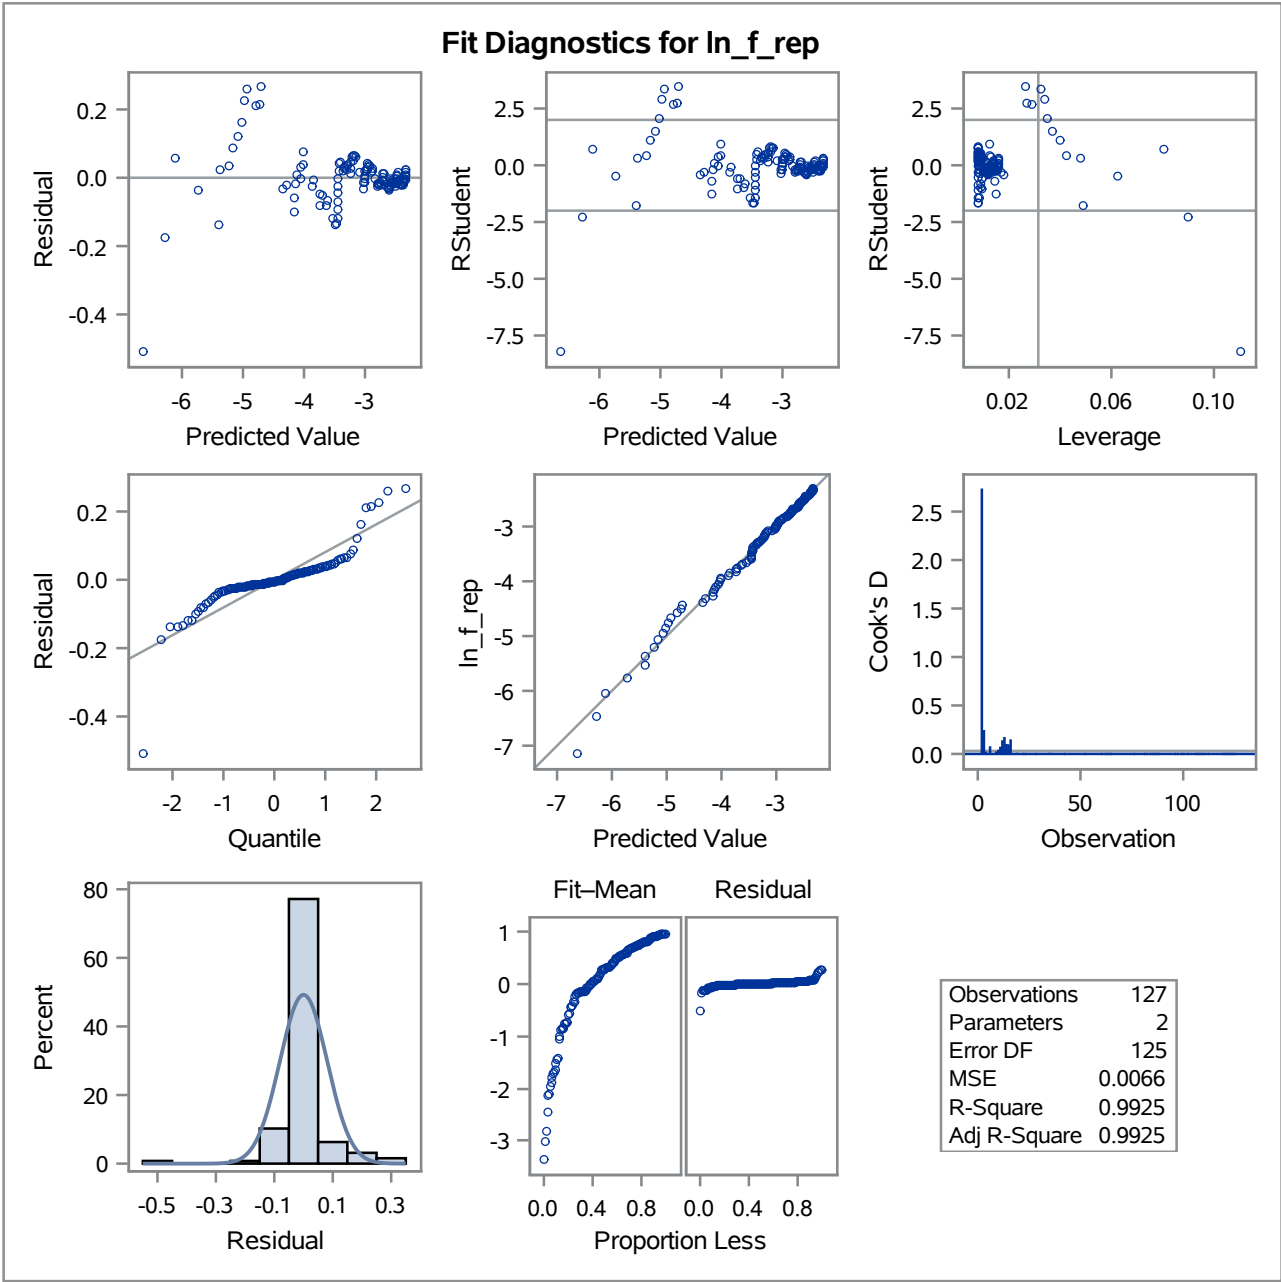 Fit Diagnostics for ln_f_rep
0.2
0.0
-0.2
-0.4
Residual
-6 -5 -4 -3
Predicted Value
2.5
0.0
-2.5
-5.0
-7.5
RStudent
-6 -5 -4 -3
Predicted Value
2.5
0.0
-2.5
-5.0
-7.5
RStudent
0.02 0.06 0.10
Leverage
0.2
0.0
-0.2
-0.4
Residual
-2 -1 0 1 2
Quantile
-3
-4
-5
-6
-7
ln_f_rep
-7 -6 -5 -4 -3
Predicted Value
2.5
2.0
1.5
1.0
0.5
0.0
Cook's D
0 50 100
Observation
80
60
40
20
0
Percent
-0.5 -0.3 -0.1 0.1 0.3
Residual
Fit–Mean Residual
1
0
-1
-2
-3
0.0 0.4 0.8 0.0 0.4 0.8
Proportion Less
Observations 127
Parameters 2
Error DF 125
MSE 0.0066
R-Square 0.9925
Adj R-Square 0.9925